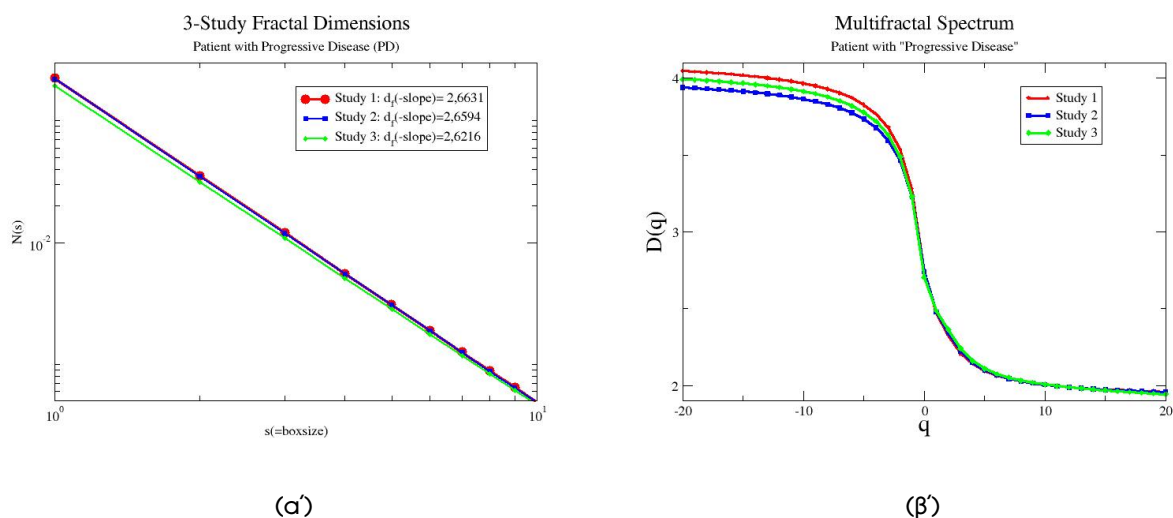 3-Study Fractal Dimensions
Patient with Progressive Disease (PD)
Study 1: d_f(-slope)= 2,6631
Study 2: d_f(-slope)=2,6594
Study 3: d_f(-slope)=2,6216
N(s)
10^-2
10^0
10^1
s(=boxsize)
(α΄)
Multifractal Spectrum
Patient with "Progressive Disease"
Study 1
Study 2
Study 3
D(q)
4
3
2
-20
-10
0
10
20
q
(β΄)